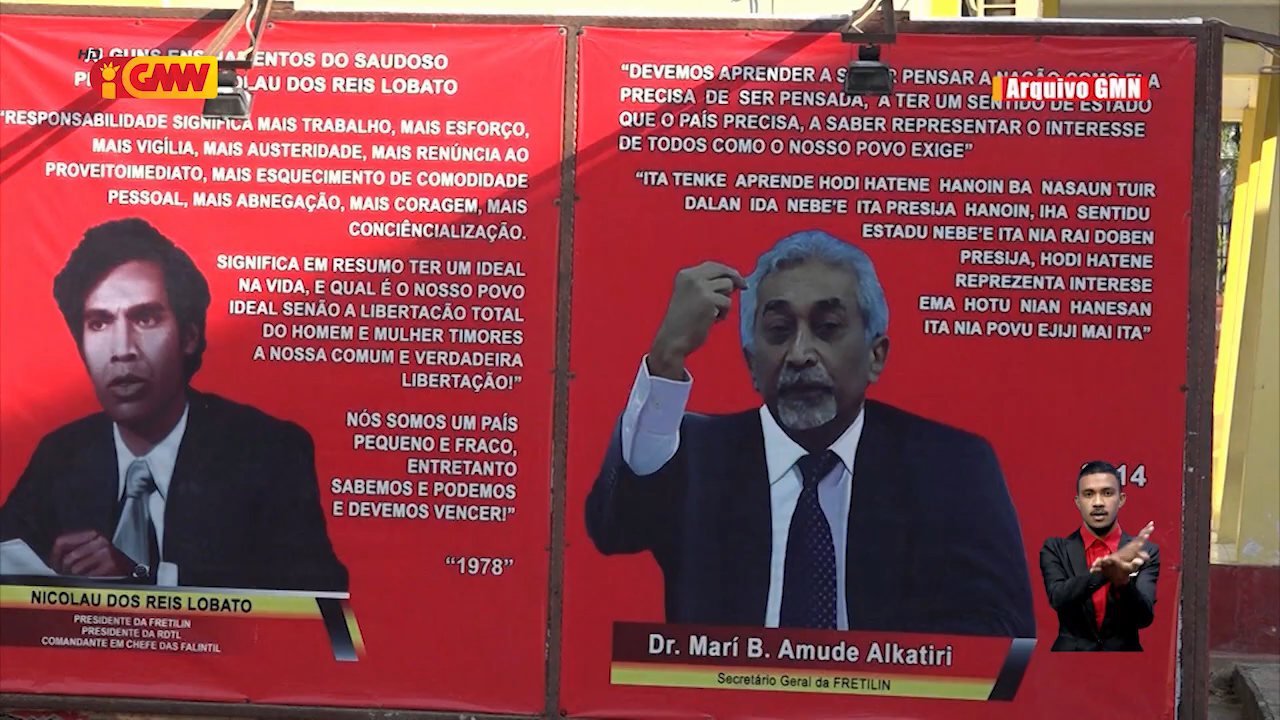 GUNS ENS AMENTOS DO SAUDOSO
LAU DOS REIS LOBATO
GMN
"RESPONSABILIDADE SIGNIFICA MAIS TRABALHO, MAIS ESFORÇO,
MAIS VIGÍLIA, MAIS AUSTERIDADE, MAIS RENÚNCIA AO
PROVEITOIMEDIATO, MAIS ESQUECIMENTO DE COMODIDADE
PESSOAL, MAIS ABNEGAÇÃO, MAIS CORAGEM, MAIS
CONCIÊNCIALIZAÇÃO.
SIGNIFICA EM RESUMO TER UM IDEAL
NA VIDA, E QUAL É O NOSSO POVO
IDEAL SENÃO A LIBERTAÇÃO TOTAL
DO HOMEM E MULHER TIMORES
A NOSSA COMUM E VERDADEIRA
LIBERTAÇÃO!"
NÓS SOMOS UM PAÍS
PEQUENO E FRACO,
ENTRETANTO
SABEMOS E PODEMOS
E DEVEMOS VENCER!"
"1978"
NICOLAU DOS REIS LOBATO
PRESIDENTE DA FRETILIN
PRESIDENTE DA RDTL
COMANDANTE EM CHEFE DAS FALINTIL
"DEVEMOS APRENDER A PENSAR A
Arquivo GMN
PRECISA DE SER PENSADA, A TER UM SENTIDO DE ESTADO
QUE O PAÍS PRECISA, A SABER REPRESENTAR O INTERESSE
DE TODOS COMO O NOSSO POVO EXIGE"
"ITA TENKE APRENDE HODI HATENE HANOIN BA NASAUN TUIR
DALAN IDA NEBE'E ITA PRESIJA HANOIN, IHA SENTIDU
ESTADU NEBE'E ITA NIA RAI DOBEN
PRESIJA, HODI HATENE
REPREZENTA INTERESE
EMA HOTU NIAN HANESAN
ITA NIA POVU EJIJI MAI ITA"
14
Dr. Marí B. Amude Alkatiri
Secretário Geral da FRETILIN